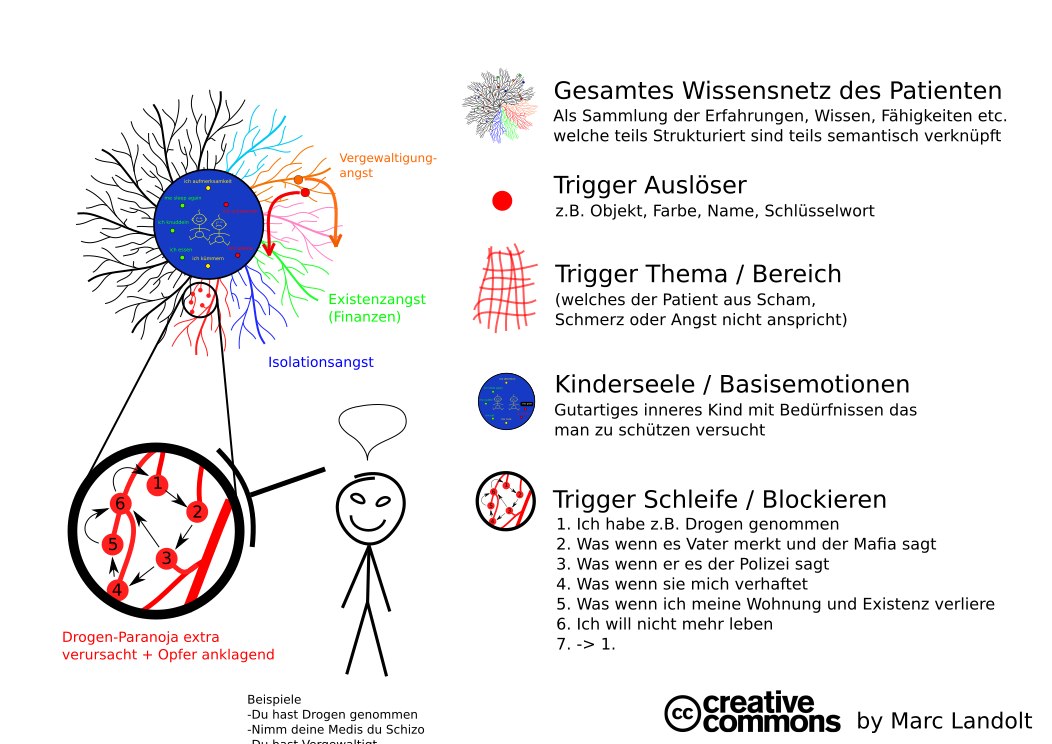 Gesamtes Wissensnetz des Patienten
Als Sammlung der Erfahrungen, Wissen, Fähigkeiten etc.
welche teils Strukturiert sind teils semantisch verknüpft
Trigger Auslöser
z.B. Objekt, Farbe, Name, Schlüsselwort
Trigger Thema / Bereich
(welches der Patient aus Scham,
Schmerz oder Angst nicht anspricht)
Kinderseele / Basisemotionen
Gutartiges inneres Kind mit Bedürfnissen das
man zu schützen versucht
Trigger Schleife / Blockieren
1. Ich habe z.B. Drogen genommen
2. Was wenn es Vater merkt und der Mafia sagt
3. Was wenn er es der Polizei sagt
4. Was wenn sie mich verhaftet
5. Was wenn ich meine Wohnung und Existenz verliere
6. Ich will nicht mehr leben
7. -> 1.
Vergewaltigung-
angst
Existenzangst
(Finanzen)
Isolationsangst
ich aufmerksamkeit
me sleep again
ich knuddeln
ich essen
ich kümmern
1
2
3
4
5
6
Drogen-Paranoja extra
verursacht + Opfer anklagend
Beispiele
-Du hast Drogen genommen
-Nimm deine Medis du Schizo
-Du hast Vergewaltigt
cc creative
commons
by Marc Landolt